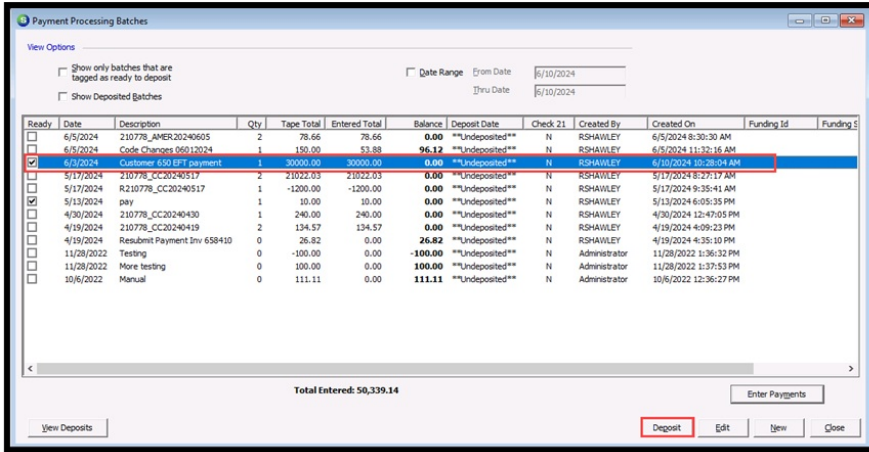 Payment Processing Batches
View Options
Show only batches that are
tagged as ready to deposit
Show Deposited Batches
Date Range From Date 6/10/2024
Thru Date 6/10/2024
Ready Date Description Qty Tape Total Entered Total Balance Deposit Date Check 21 Created By Created On Funding Id Funding S
6/5/2024 210778_AMER20240605 2 78.66 78.66 0.00 **Undeposited** N RSHAWLEY 6/5/2024 8:30:30 AM
6/5/2024 Code Changes 06012024 1 150.00 53.88 96.12 **Undeposited** N RSHAWLEY 6/5/2024 11:32:16 AM
6/3/2024 Customer 650 EFT payment 1 30000.00 30000.00 0.00 **Undeposited** N RSHAWLEY 6/10/2024 10:28:04 AM
5/17/2024 210778_CC20240517 2 21022.03 21022.03 0.00 **Undeposited** N RSHAWLEY 5/17/2024 8:27:17 AM
5/17/2024 R210778_CC20240517 1 -1200.00 -1200.00 0.00 **Undeposited** N RSHAWLEY 5/17/2024 9:35:41 AM
5/13/2024 pay 1 10.00 10.00 0.00 **Undeposited** N RSHAWLEY 5/13/2024 6:05:35 PM
4/30/2024 210778_CC20240430 1 240.00 240.00 0.00 **Undeposited** N RSHAWLEY 4/30/2024 12:47:05 PM
4/19/2024 210778_CC20240419 2 134.57 134.57 0.00 **Undeposited** N RSHAWLEY 4/19/2024 4:09:23 PM
4/19/2024 Resubmit Payment Inv 658410 0 26.82 0.00 26.82 **Undeposited** N RSHAWLEY 4/19/2024 4:35:10 PM
11/28/2022 Testing 0 -100.00 0.00 -100.00 **Undeposited** N Administrator 11/28/2022 1:36:32 PM
11/28/2022 More testing 0 100.00 0.00 100.00 **Undeposited** N Administrator 11/28/2022 1:37:53 PM
10/6/2022 Manual 0 111.11 0.00 111.11 **Undeposited** N Administrator 10/6/2022 12:36:27 PM
Total Entered: 50,339.14
Enter Payments
View Deposits Deposit Edit New Close